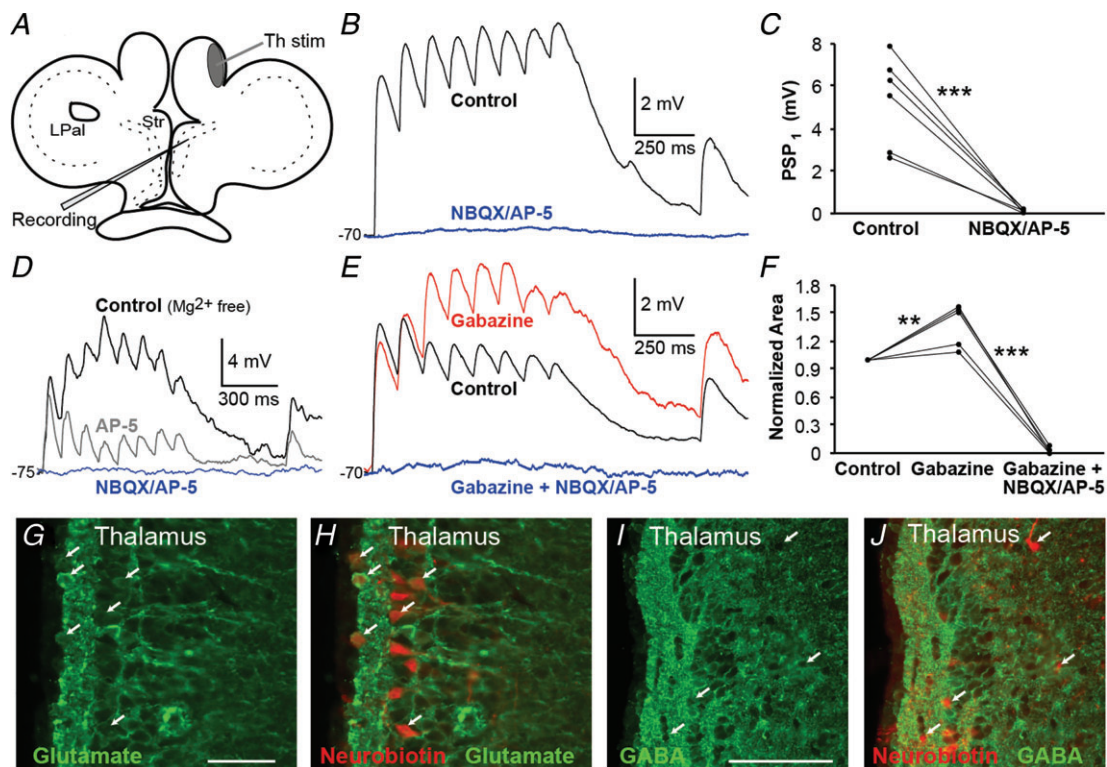 A
Th stim
LPal
Str
Recording
B
Control
2 mV
250 ms
NBQX/AP-5
-70
C
PSP1 (mV)
8
6
4
2
0
***
Control
NBQX/AP-5
D
Control (Mg2+ free)
4 mV
300 ms
AP-5
-75
NBQX/AP-5
E
Gabazine
2 mV
250 ms
Control
-70
Gabazine + NBQX/AP-5
F
Normalized Area
1.8
1.5
1.2
0.9
0.6
0.3
0
**
***
Control
Gabazine
Gabazine +
NBQX/AP-5
G
Thalamus
Glutamate
H
Thalamus
Neurobiotin
Glutamate
I
Thalamus
GABA
J
Thalamus
Neurobiotin
GABA